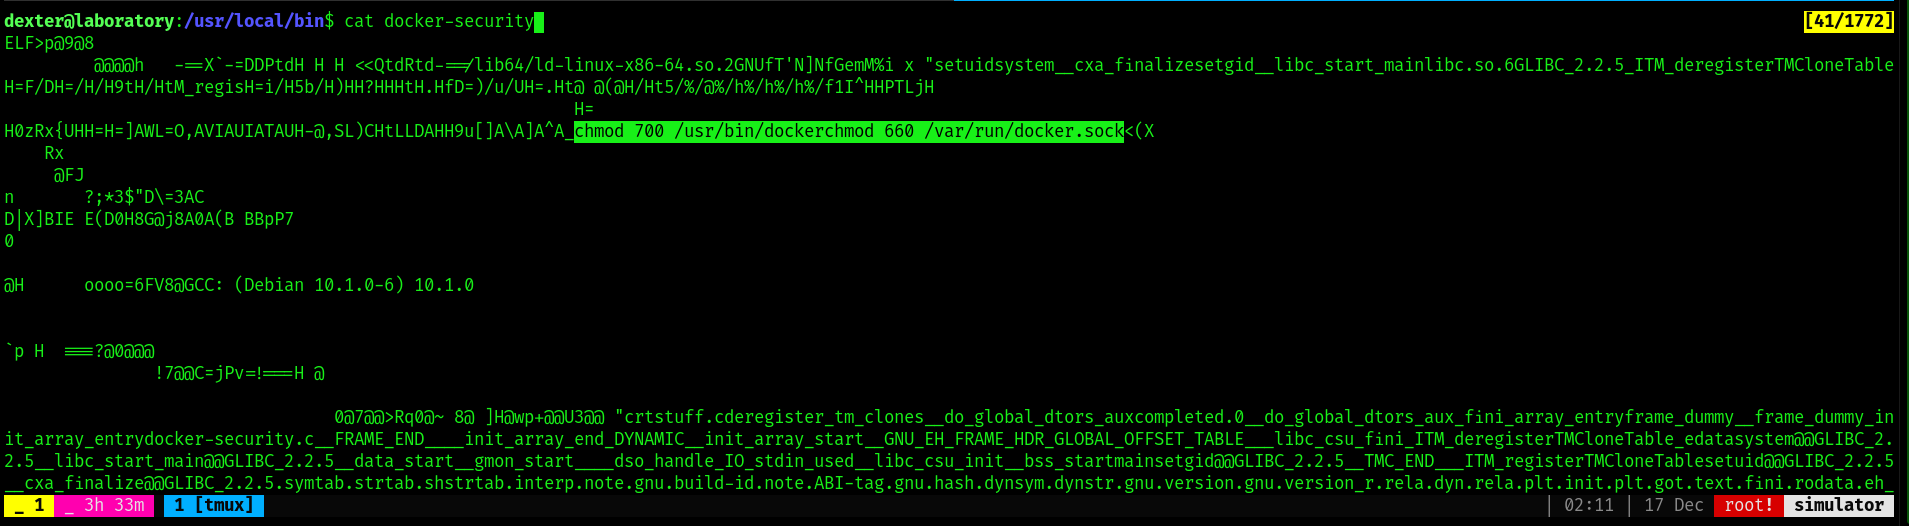 dexter@laboratory:/usr/local/bin$ cat docker-security [41/1772]
ELF>p@9@8
@@@@h -==X`-=DDPtdH H H <<QtdRtd-==/lib64/ld-linux-x86-64.so.2GNUfT'N]NfGemM%i x "setuidsystem__cxa_finalizesetgid__libc_start_mainlibc.so.6GLIBC_2.2.5_ITM_deregisterTMCloneTable
H=F/DH=/H/H9tH/HtM_regisH=i/H5b/H)HH?HHHtH.HfD=)/u/UH=.Ht@ @(@H/Ht5/%/@%/h%/h%/h%/f1I^HHPTLjH
H=
H0zRx{UHH=H=]AWL=O,AVIAUIATAUH-@,SL)CHtLLDAHH9u[]A\A]A^A_chmod 700 /usr/bin/dockerchmod 660 /var/run/docker.sock<(X
Rx
@FJ
n ?;*3$"D\=3AC
D|X]BIE E(D0H8G@j8A0A(B BBpP7
0
@H oooo=6FV8@GCC: (Debian 10.1.0-6) 10.1.0
`p H ===?@0@@@
!7@@C=jPv=!===H @
0@7@@>Rq0@~ 8@ ]H@wp+@@U3@@ "crtstuff.cderegister_tm_clones__do_global_dtors_auxcompleted.0__do_global_dtors_aux_fini_array_entryframe_dummy__frame_dummy_in
it_array_entrydocker-security.c__FRAME_END____init_array_end_DYNAMIC__init_array_start__GNU_EH_FRAME_HDR_GLOBAL_OFFSET_TABLE___libc_csu_fini_ITM_deregisterTMCloneTable_edatasystem@@GLIBC_2.
2.5__libc_start_main@@GLIBC_2.2.5__data_start__gmon_start____dso_handle_IO_stdin_used__libc_csu_init__bss_startmainsetgid@@GLIBC_2.2.5__TMC_END___ITM_registerTMCloneTablesetuid@@GLIBC_2.2.5
__cxa_finalize@@GLIBC_2.2.5.symtab.strtab.shstrtab.interp.note.gnu.build-id.note.ABI-tag.gnu.hash.dynsym.dynstr.gnu.version.gnu.version_r.rela.dyn.rela.plt.init.plt.got.text.fini.rodata.eh_
_ 1 _ 3h 33m 1 [tmux] | 02:11 | 17 Dec root! simulator